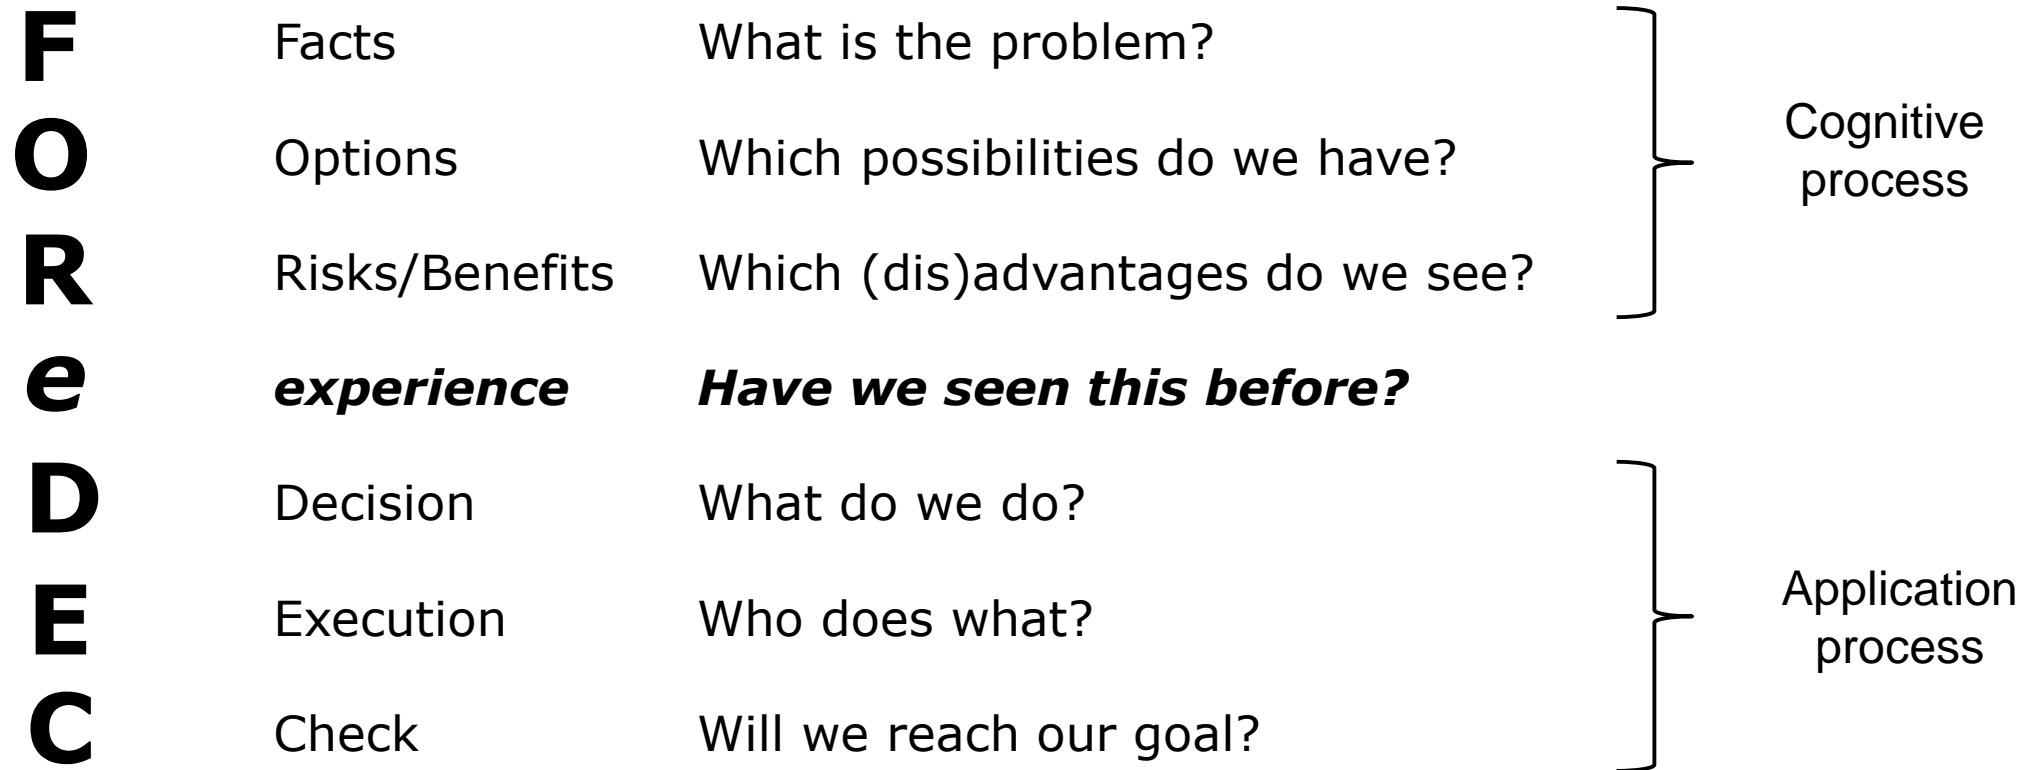 F Facts What is the problem?
O Options Which possibilities do we have?
R Risks/Benefits Which (dis)advantages do we see?
Cognitive
process
e experience Have we seen this before?
D Decision What do we do?
E Execution Who does what?
C Check Will we reach our goal?
Application
process